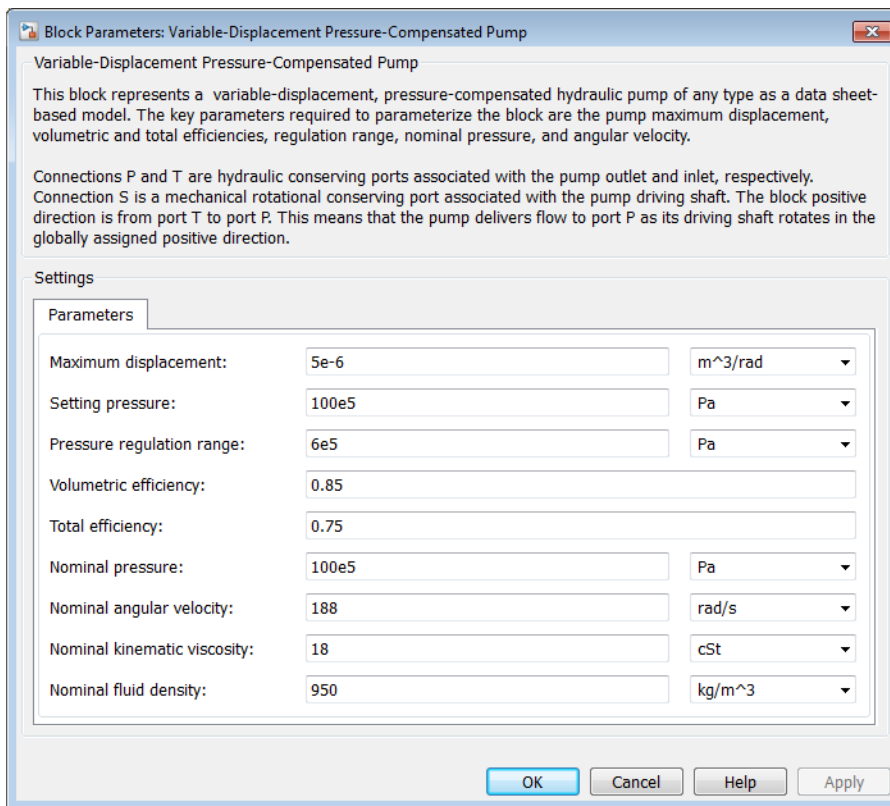 Block Parameters: Variable-Displacement Pressure-Compensated Pump
Variable-Displacement Pressure-Compensated Pump
This block represents a  variable-displacement, pressure-compensated hydraulic pump of any type as a data sheet-
based model. The key parameters required to parameterize the block are the pump maximum displacement,
volumetric and total efficiencies, regulation range, nominal pressure, and angular velocity.
Connections P and T are hydraulic conserving ports associated with the pump outlet and inlet, respectively.
Connection S is a mechanical rotational conserving port associated with the pump driving shaft. The block positive
direction is from port T to port P. This means that the pump delivers flow to port P as its driving shaft rotates in the
globally assigned positive direction.
Settings
Parameters
Maximum displacement: 5e-6 m^3/rad
Setting pressure: 100e5 Pa
Pressure regulation range: 6e5 Pa
Volumetric efficiency: 0.85
Total efficiency: 0.75
Nominal pressure: 100e5 Pa
Nominal angular velocity: 188 rad/s
Nominal kinematic viscosity: 18 cSt
Nominal fluid density: 950 kg/m^3
OK Cancel Help Apply